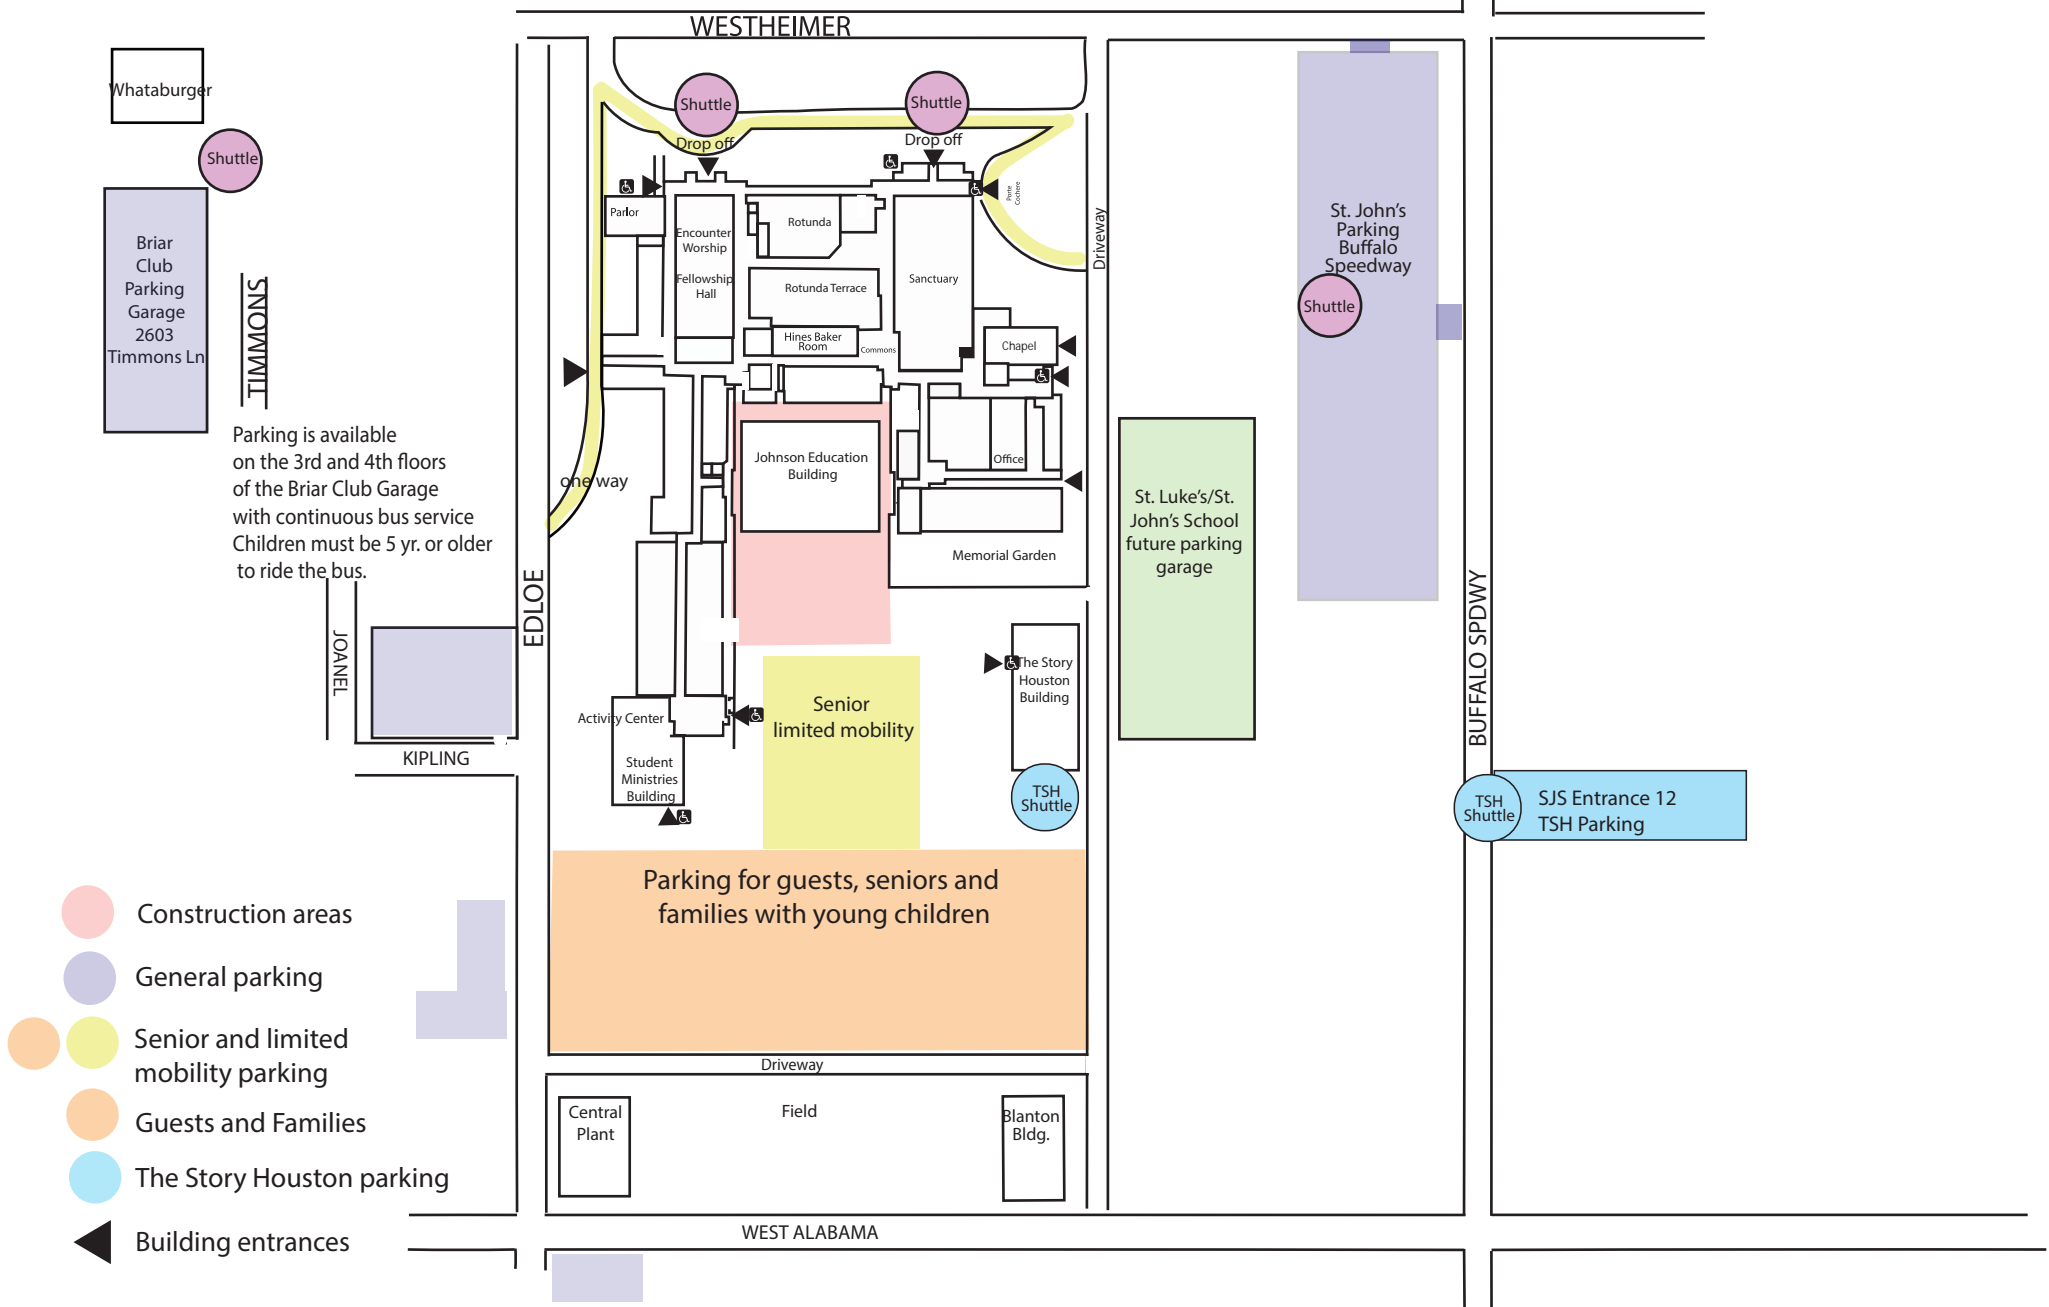 WESTHEIMER
Whataburger
Shuttle
Shuttle
Shuttle
Drop off
Drop off
Parlor
Encounter
Worship
Fellowship
Hall
Rotunda
Rotunda Terrace
Hines Baker
Room
Commons
Sanctuary
Porte
Cochere
Chapel
Driveway
Briar
Club
Parking
Garage
2603
Timmons Ln
TIMMONS
St. John's
Parking
Buffalo
Speedway
Shuttle
Parking is available
on the 3rd and 4th floors
of the Briar Club Garage
with continuous bus service
Children must be 5 yr. or older
to ride the bus.
one way
Johnson Education
Building
Office
Memorial Garden
St. Luke's/St.
John's School
future parking
garage
EDLOE
JOANEL
KIPLING
BUFFALO SPDWY
The Story
Houston
Building
Senior
limited mobility
Activity Center
Student
Ministries
Building
TSH
Shuttle
TSH
Shuttle
SJS Entrance 12
TSH Parking
Parking for guests, seniors and
families with young children
Construction areas
General parking
Senior and limited
mobility parking
Guests and Families
The Story Houston parking
Building entrances
Driveway
Central
Plant
Field
Blanton
Bldg.
WEST ALABAMA